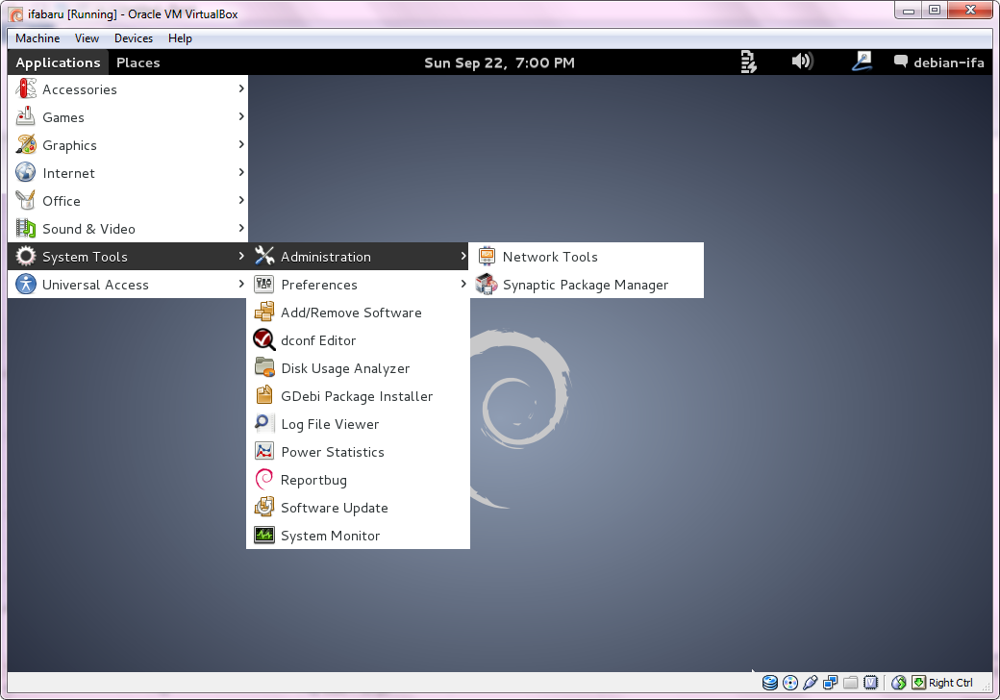 ifabaru [Running] - Oracle VM VirtualBox
Machine View Devices Help
Applications Places Sun Sep 22, 7:00 PM debian-ifa
Accessories
Games
Graphics
Internet
Office
Sound & Video
System Tools
Universal Access
Administration
Preferences
Add/Remove Software
dconf Editor
Disk Usage Analyzer
GDebi Package Installer
Log File Viewer
Power Statistics
Reportbug
Software Update
System Monitor
Network Tools
Synaptic Package Manager
Right Ctrl